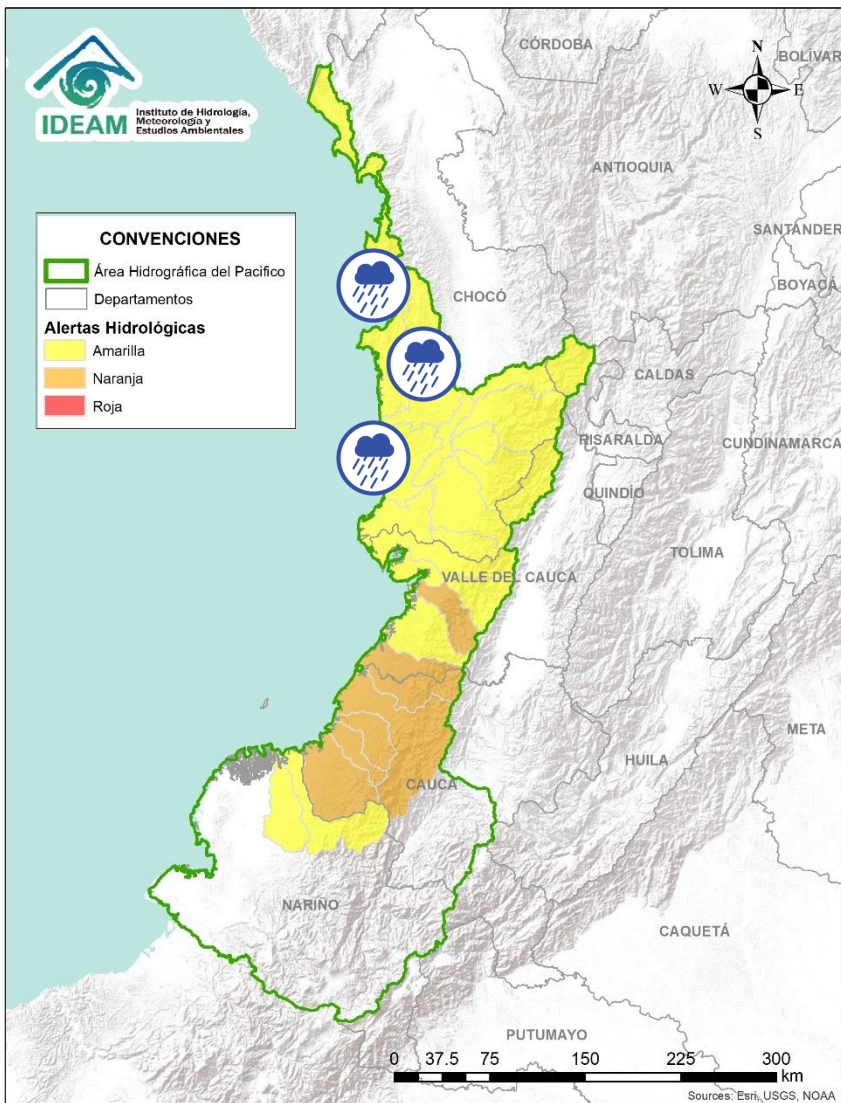 IDEAM
Instituto de Hidrología,
Meteorología y
Estudios Ambientales
CONVENCIONES
Área Hidrográfica del Pacifico
Departamentos
Alertas Hidrológicas
Amarilla
Naranja
Roja
N
W
E
S
CÓRDOBA
BOLÍVAR
ANTIOQUIA
SANTANDER
BOYACÁ
CHOCÓ
CALDAS
RISARALDA
CUNDINAMARCA
QUINDÍO
TOLIMA
VALLE DEL CAUCA
META
HUILA
CAUCA
NARIÑO
CAQUETÁ
PUTUMAYO
0 37.5 75 150 225 300
km
Sources: Esri, USGS, NOAA